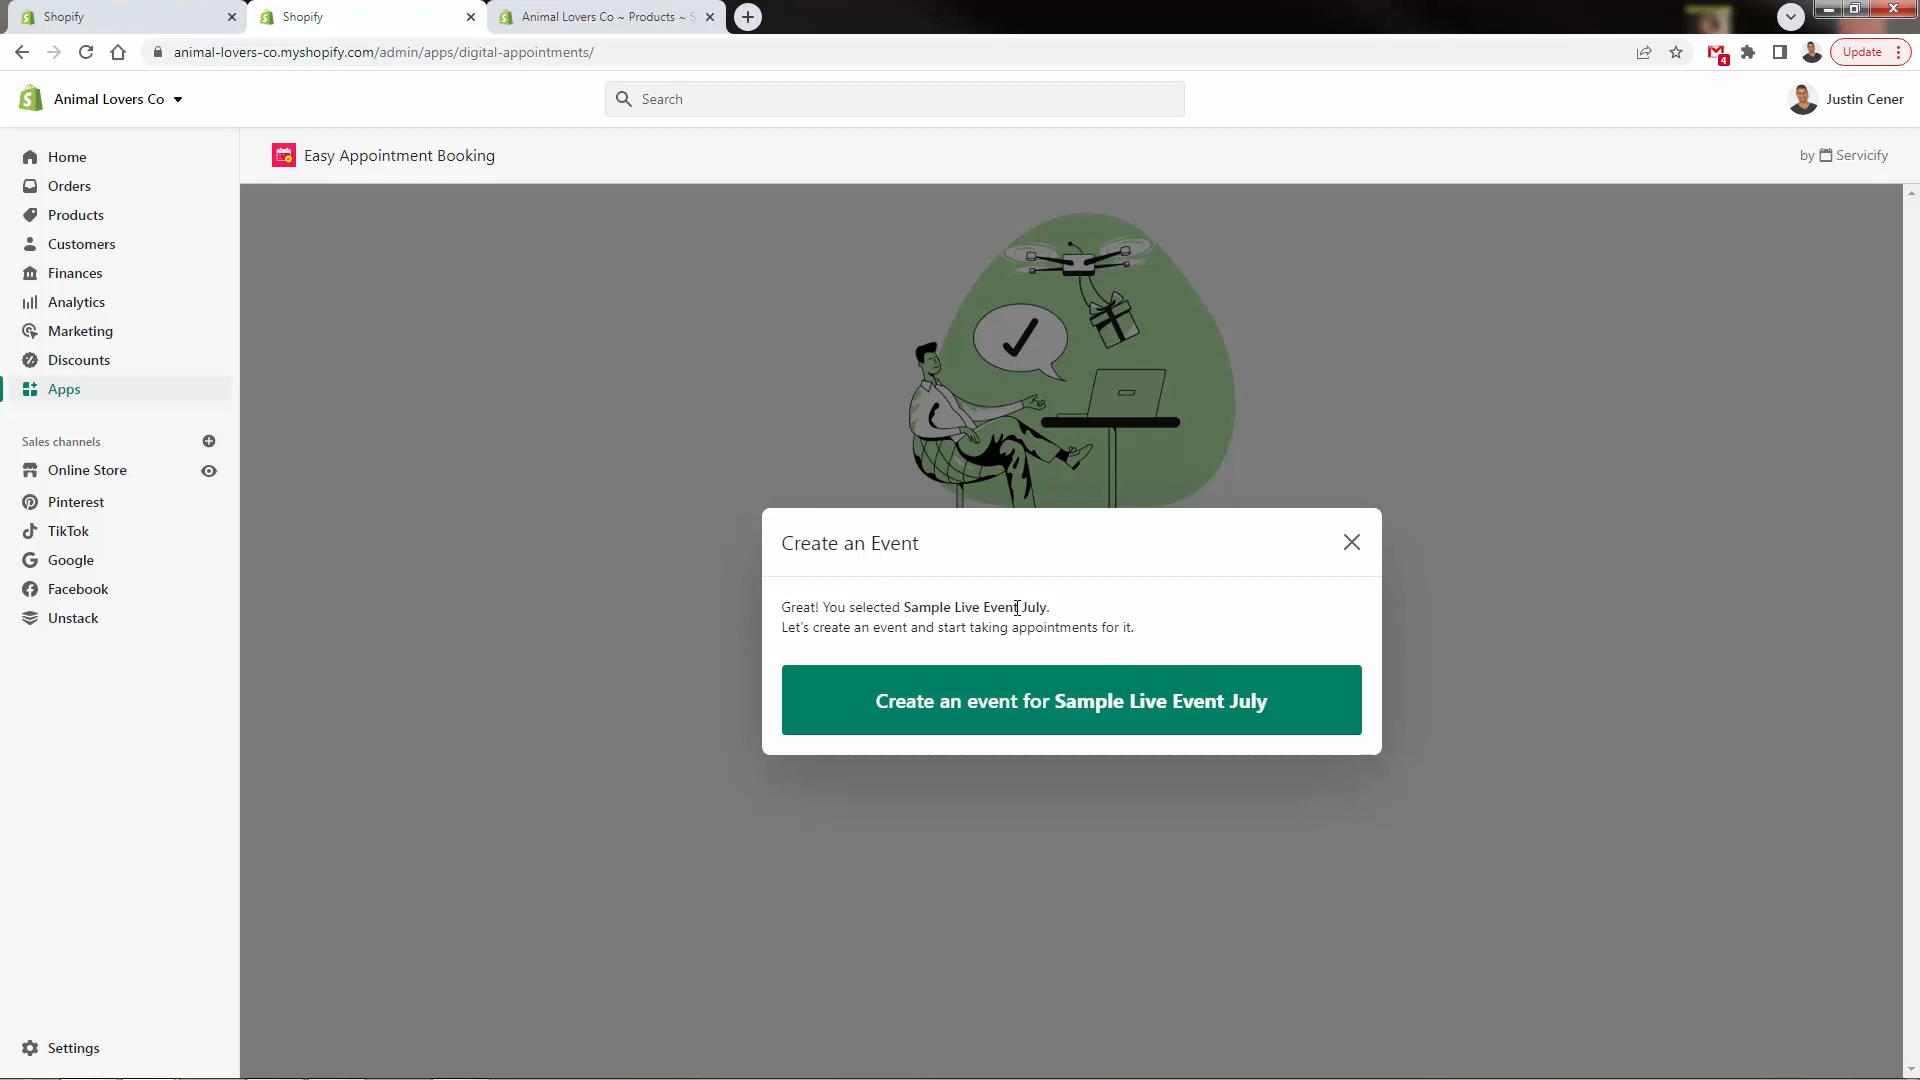 Shopify
Shopify
Animal Lovers Co ~ Products ~ S
animal-lovers-co.myshopify.com/admin/apps/digital-appointments/
4
Update
Animal Lovers Co
Search
Justin Cener
Home
Orders
Products
Customers
Finances
Analytics
Marketing
Discounts
Apps
Sales channels
Online Store
Pinterest
TikTok
Google
Facebook
Unstack
Settings
Easy Appointment Booking
by Servicify
Create an Event
Great! You selected Sample Live Event July.
Let's create an event and start taking appointments for it.
Create an event for Sample Live Event July